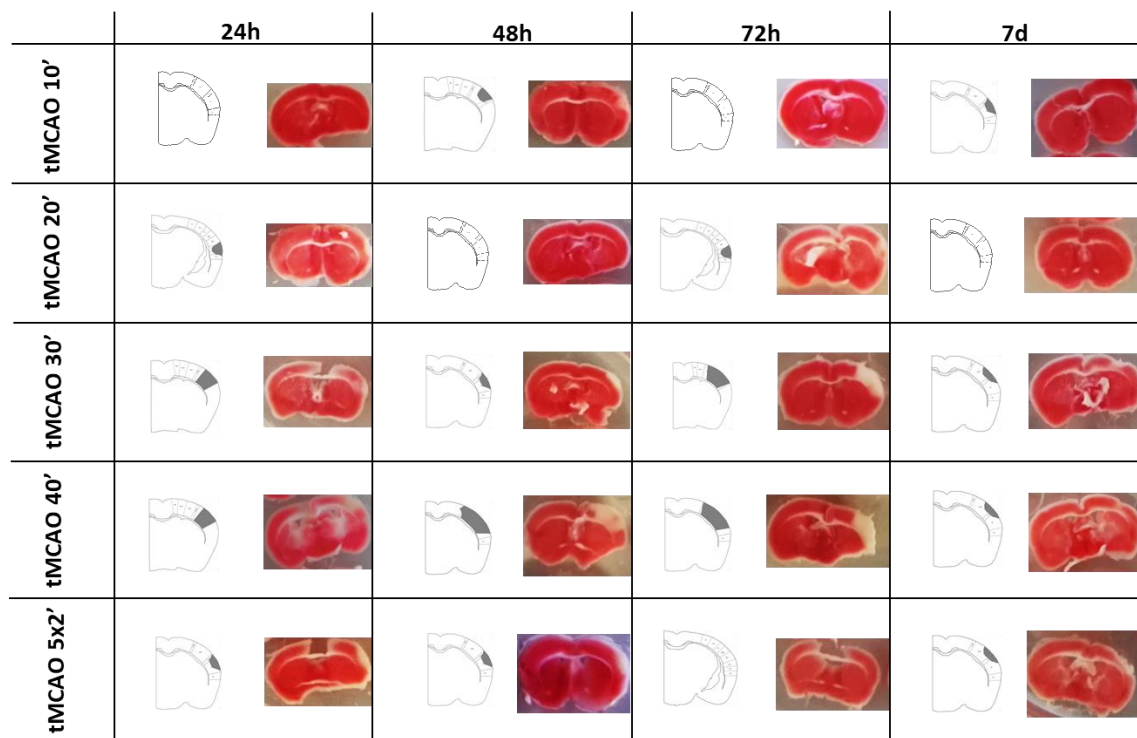 24h 48h 72h 7d
tMCAO 10'
tMCAO 20'
tMCAO 30'
tMCAO 40'
tMCAO 5x2'